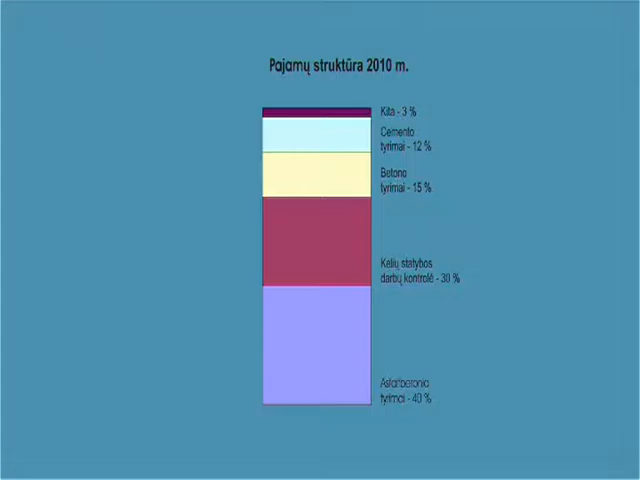 Pajamų struktūra 2010 m.
Kita - 3 %
Cemento
tyrimai - 12 %
Betono
tyrimai - 15 %
Kelių statybos
darbų kontrolė - 30 %
Asfaltbetonio
tyrimai - 40 %